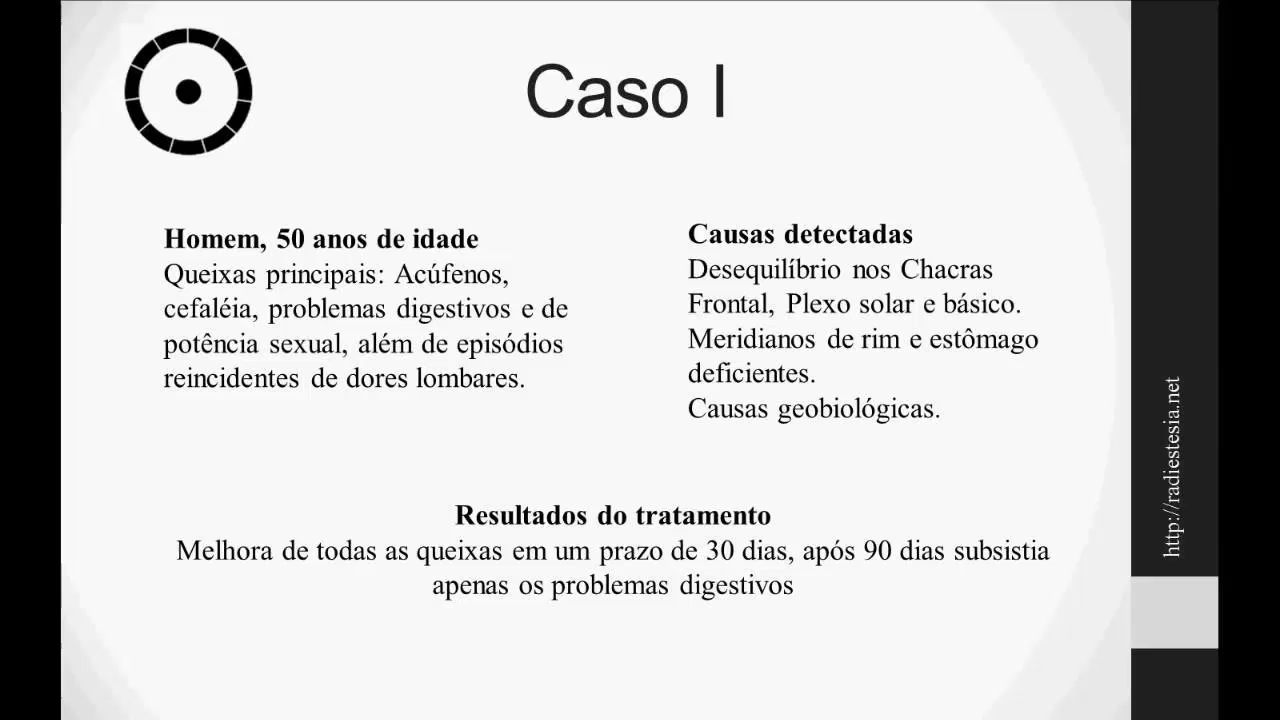 Caso I
Homem, 50 anos de idade
Queixas principais: Acúfenos,
cefaléia, problemas digestivos e de
potência sexual, além de episódios
reincidentes de dores lombares.
Causas detectadas
Desequilíbrio nos Chacras
Frontal, Plexo solar e básico.
Meridianos de rim e estômago
deficientes.
Causas geobiológicas.
Resultados do tratamento
Melhora de todas as queixas em um prazo de 30 dias, após 90 dias subsistia
apenas os problemas digestivos
http://radiestesia.net